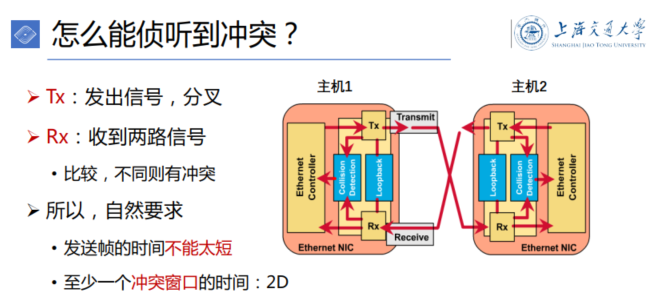 怎么能侦听到冲突？
上海交通大学
SHANGHAI JIAO TONG UNIVERSITY
Tx：发出信号，分叉
Rx：收到两路信号
• 比较，不同则有冲突
所以，自然要求
• 发送帧的时间不能太短
• 至少一个冲突窗口的时间：2D
主机1
主机2
Transmit
Tx
Ethernet Controller
Collision Detection
Loopback
Rx
Receive
Ethernet NIC
Tx
Loopback
Collision Detection
Ethernet Controller
Rx
Ethernet NIC